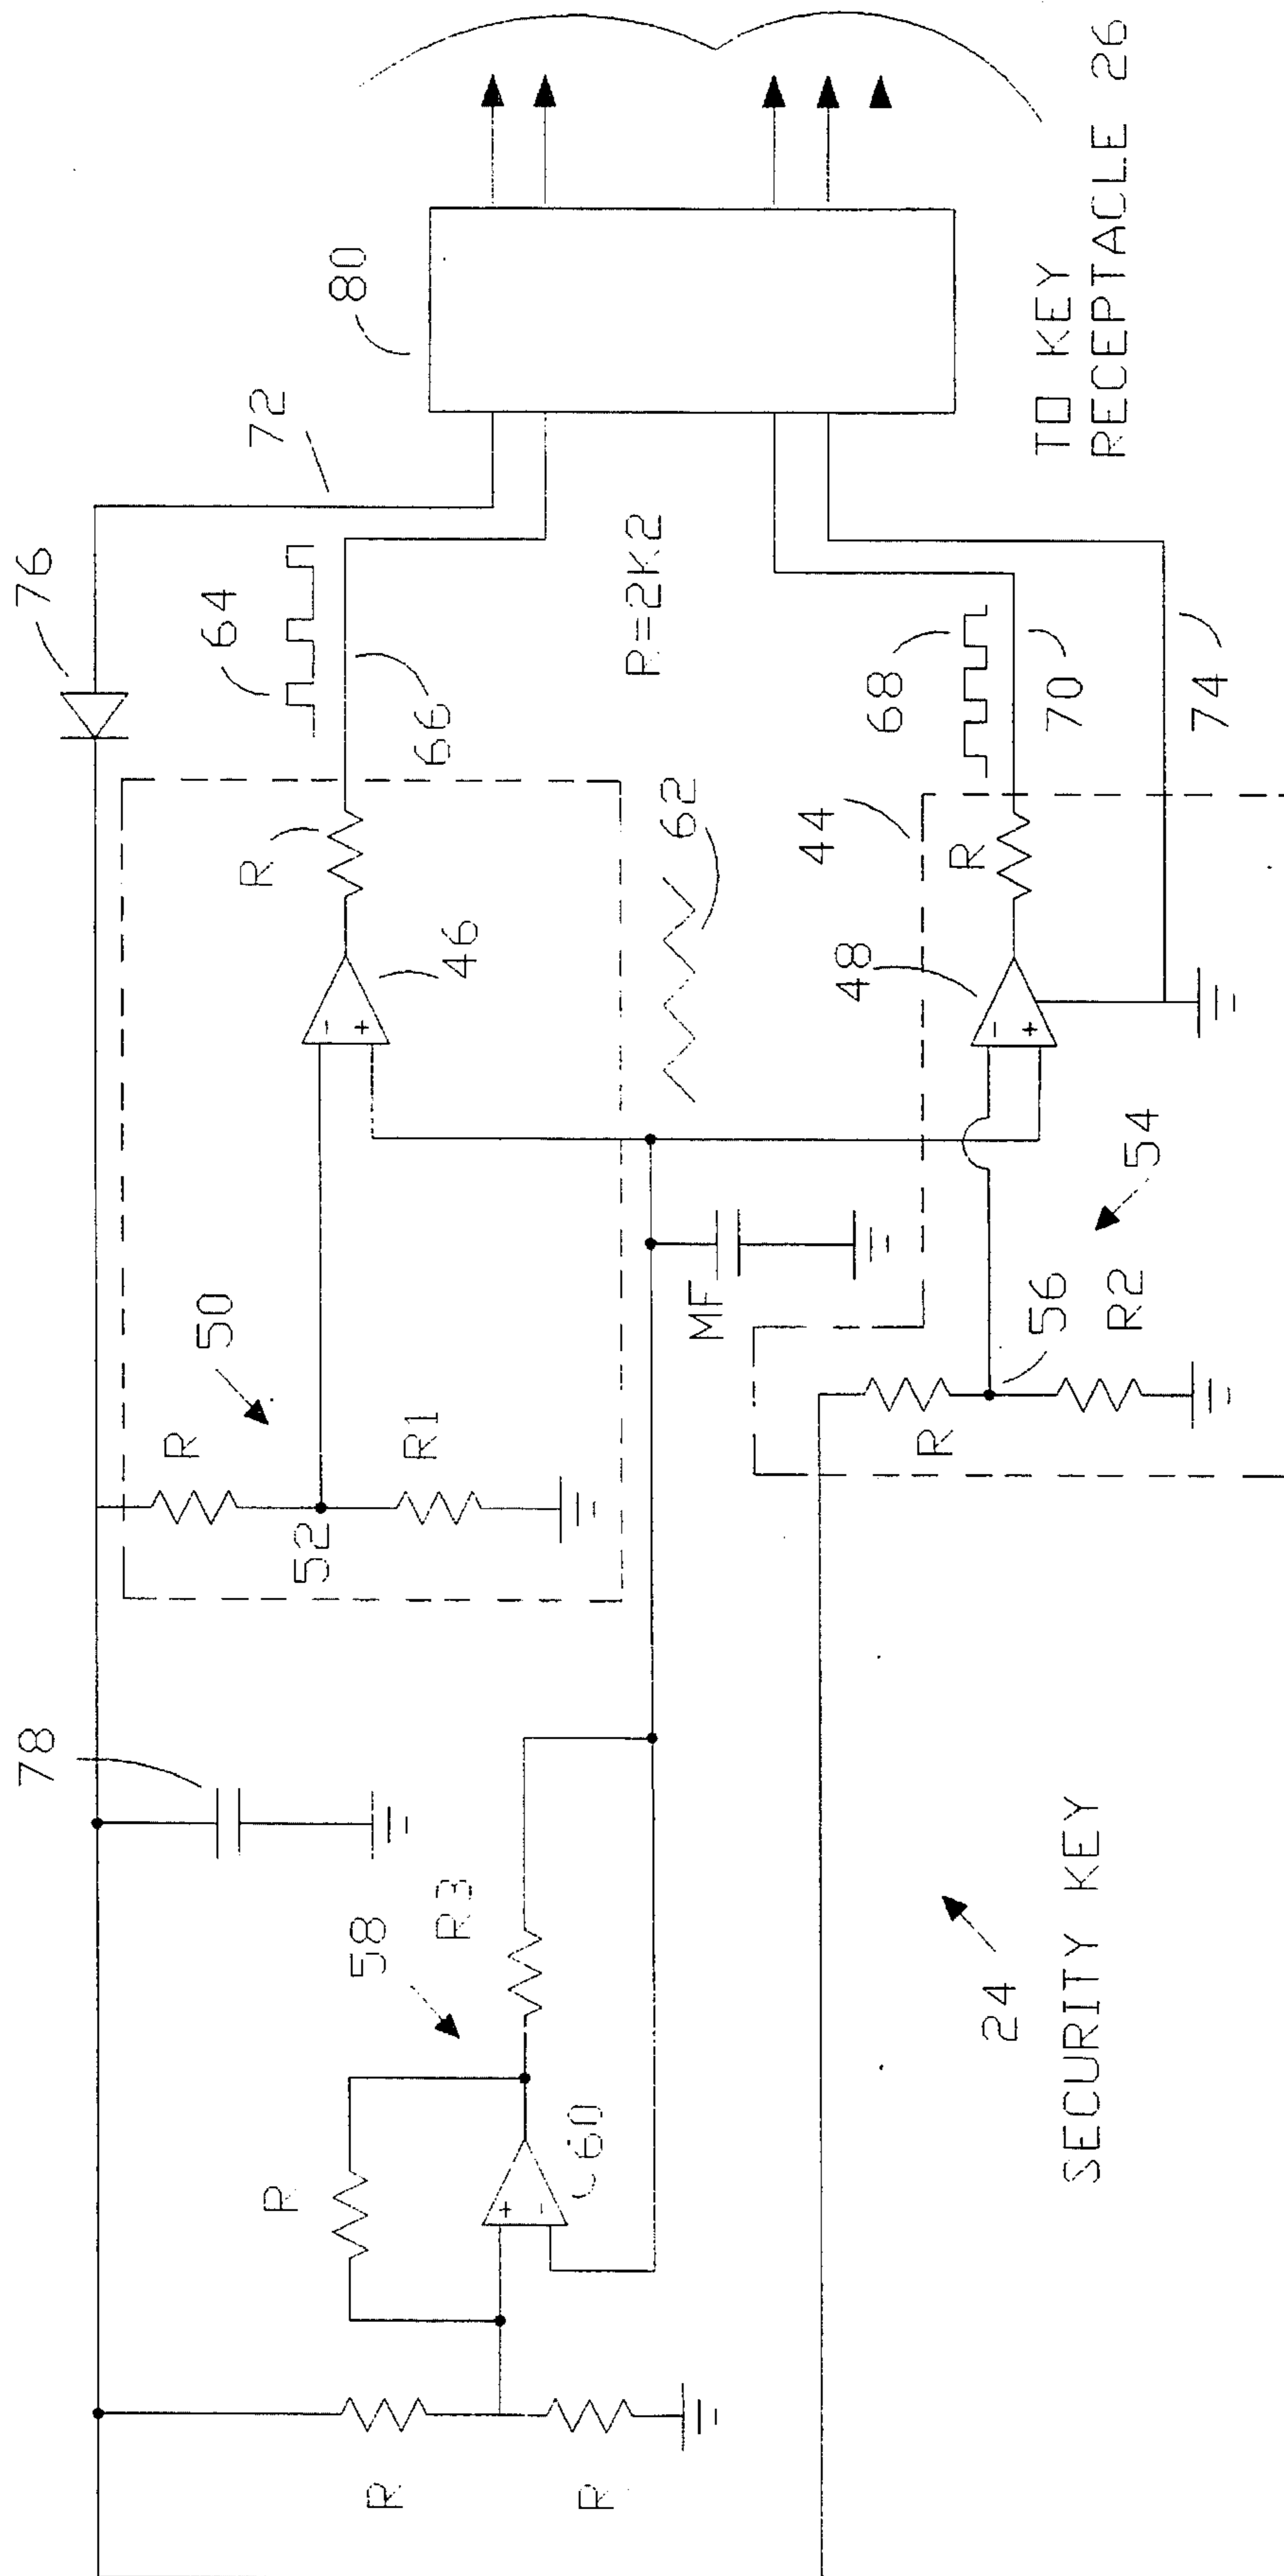 76
72
80
64
66
R
46
50
R
R1
52
78
58
R3
R
60
R
R
R=2K2
62
44
68
70
74
48
R
MF
54
56
R2
R
24
SECURITY KEY
TO KEY
RECEPTACLE 26
+
-
+
-
+
-